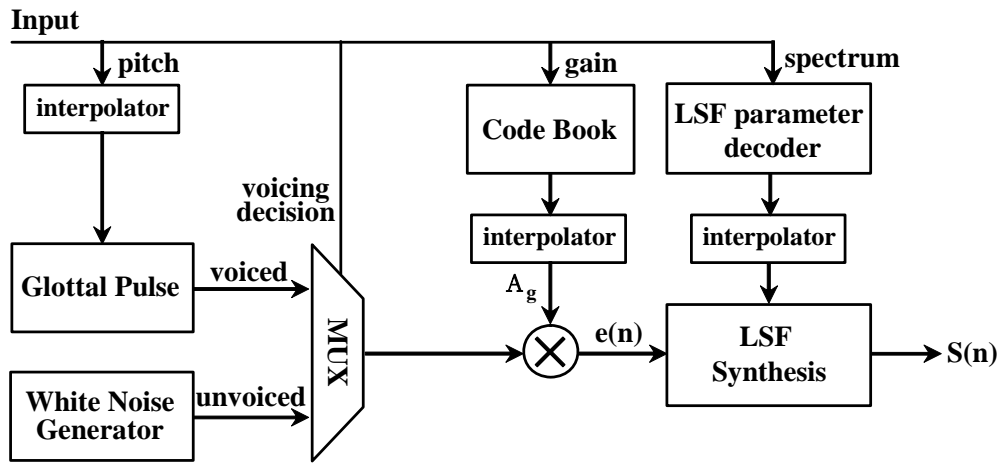 Input
pitch
gain
spectrum
interpolator
Code Book
LSF parameter
decoder
voicing
decision
interpolator
interpolator
Glottal Pulse
voiced
A_g
MUX
e(n)
LSF
Synthesis
S(n)
White Noise
Generator
unvoiced